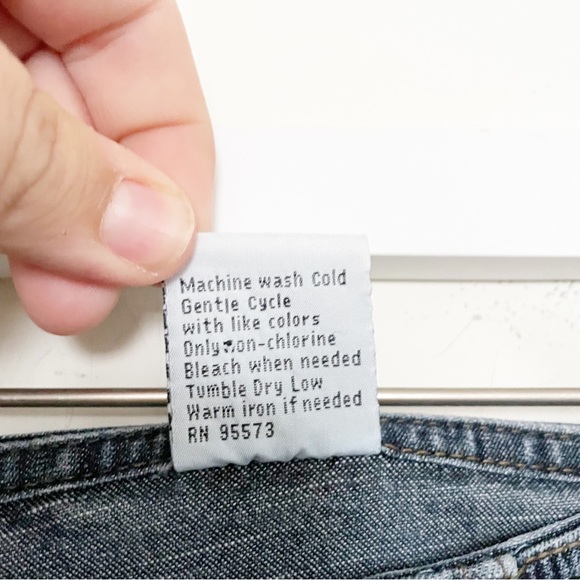 Machine wash Cold
Gentle Cycle
with like colors
Only non-chlorine
Bleach when needed
Tumble Dry Low
Warm iron if needed
RN 95573